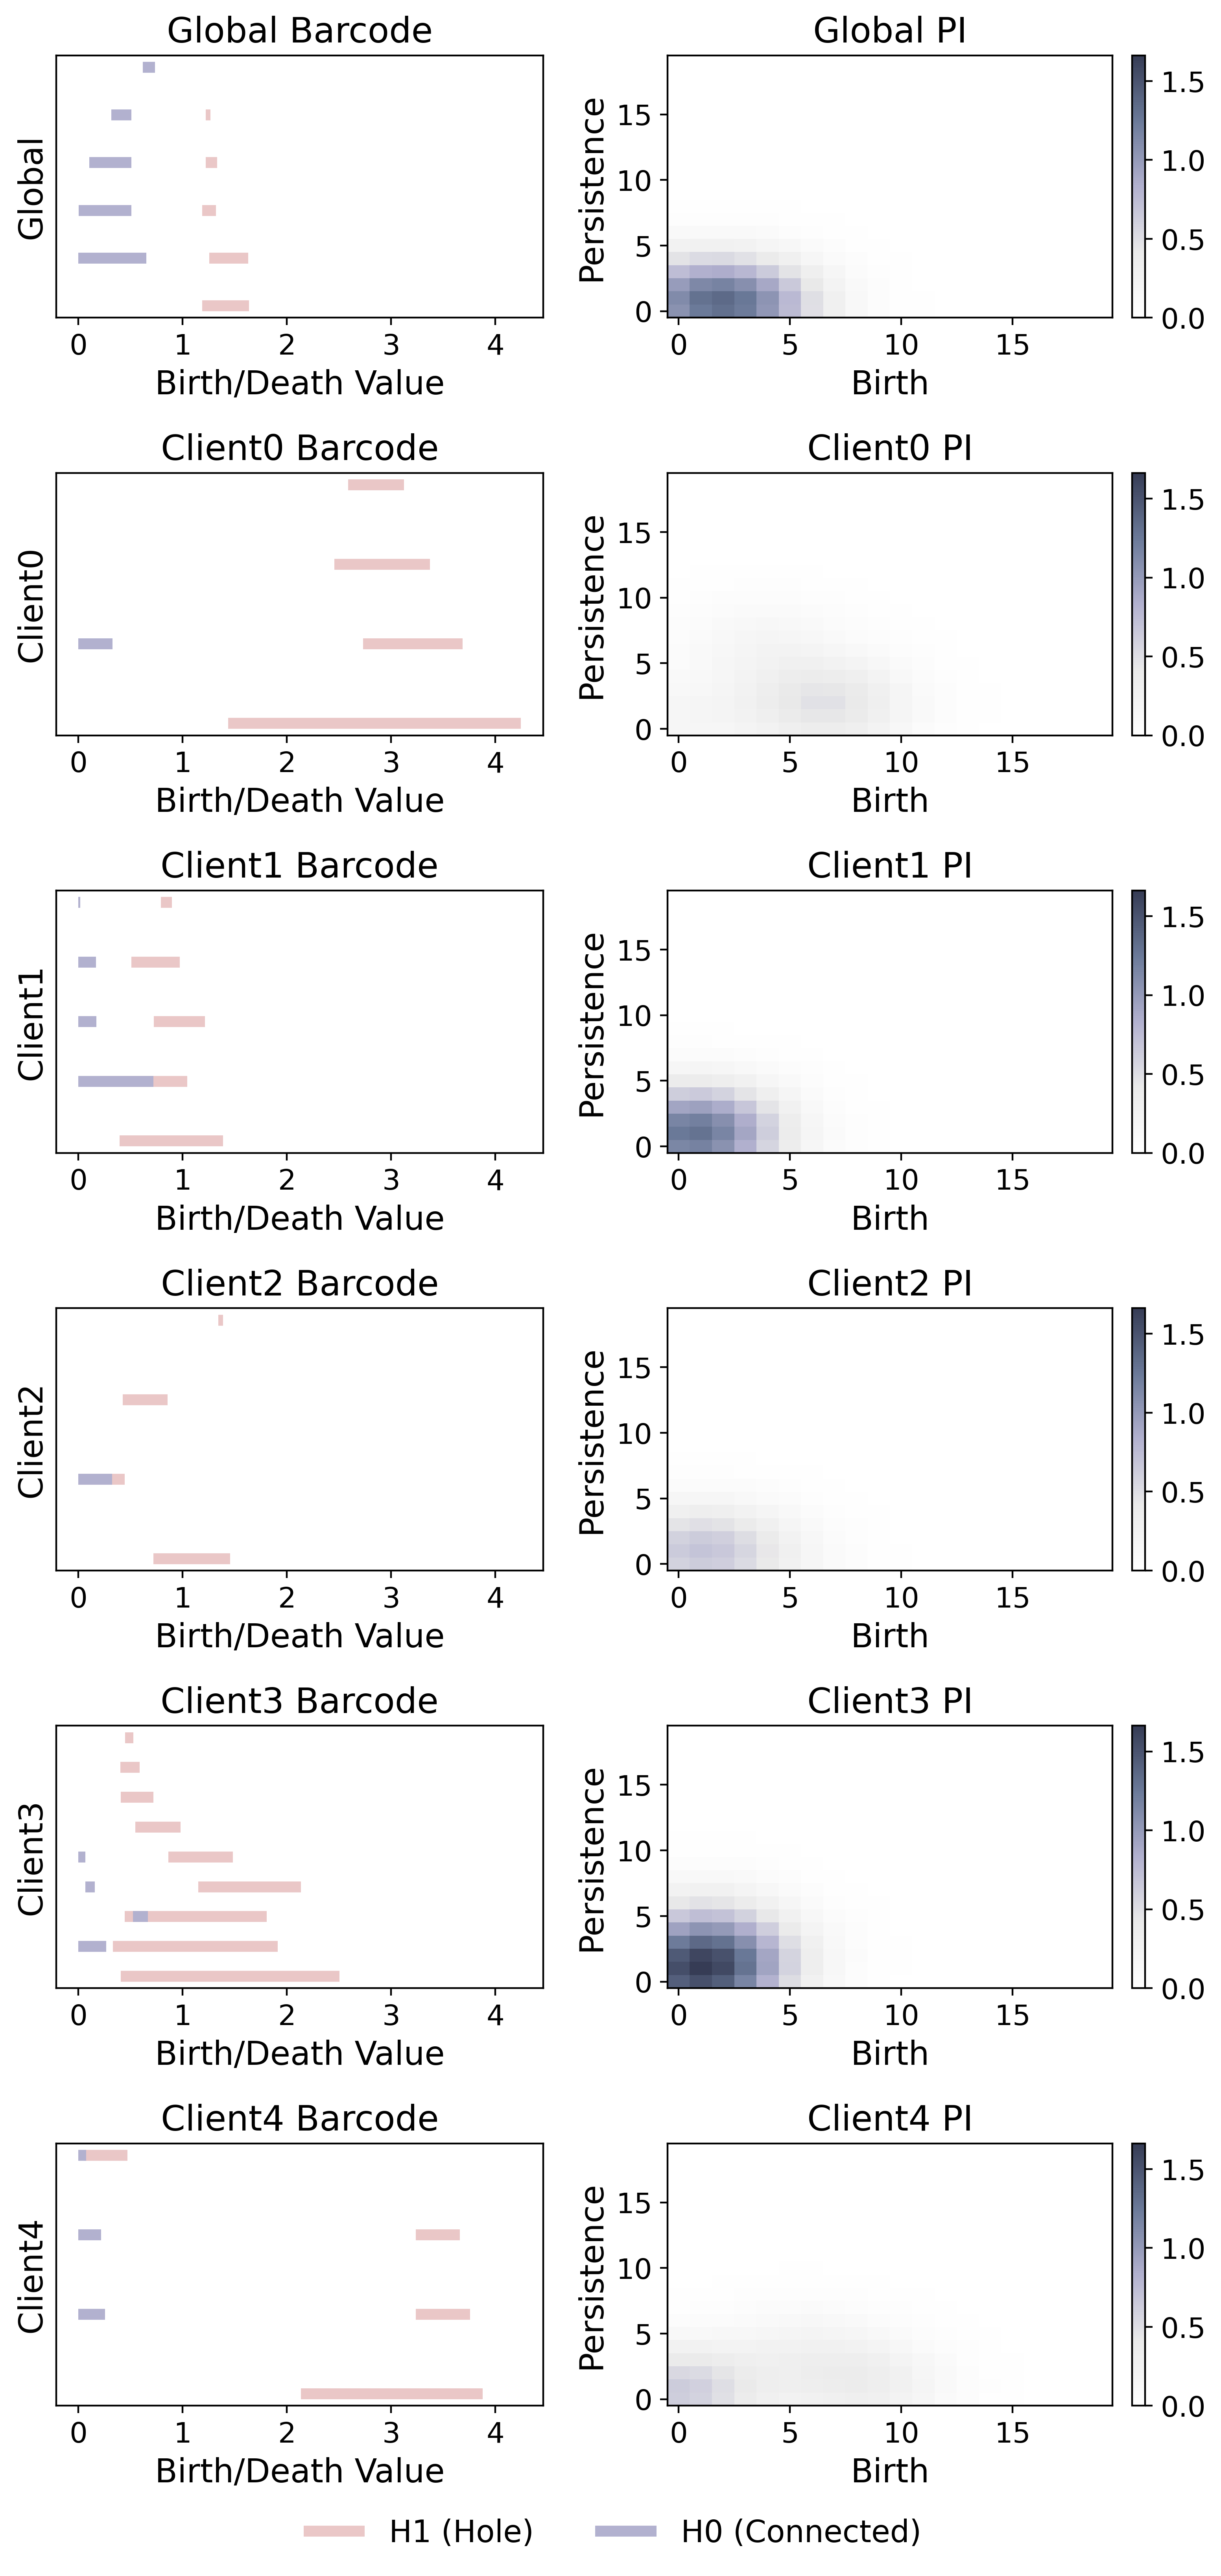 Global Barcode
Global
0 1 2 3 4
Birth/Death Value
Global PI
Persistence
15
10
5
0
0 5 10 15
Birth
1.5
1.0
0.5
0.0
Client0 Barcode
Client0
0 1 2 3 4
Birth/Death Value
Client0 PI
Persistence
15
10
5
0
0 5 10 15
Birth
1.5
1.0
0.5
0.0
Client1 Barcode
Client1
0 1 2 3 4
Birth/Death Value
Client1 PI
Persistence
15
10
5
0
0 5 10 15
Birth
1.5
1.0
0.5
0.0
Client2 Barcode
Client2
0 1 2 3 4
Birth/Death Value
Client2 PI
Persistence
15
10
5
0
0 5 10 15
Birth
1.5
1.0
0.5
0.0
Client3 Barcode
Client3
0 1 2 3 4
Birth/Death Value
Client3 PI
Persistence
15
10
5
0
0 5 10 15
Birth
1.5
1.0
0.5
0.0
Client4 Barcode
Client4
0 1 2 3 4
Birth/Death Value
Client4 PI
Persistence
15
10
5
0
0 5 10 15
Birth
1.5
1.0
0.5
0.0
H1 (Hole) H0 (Connected)